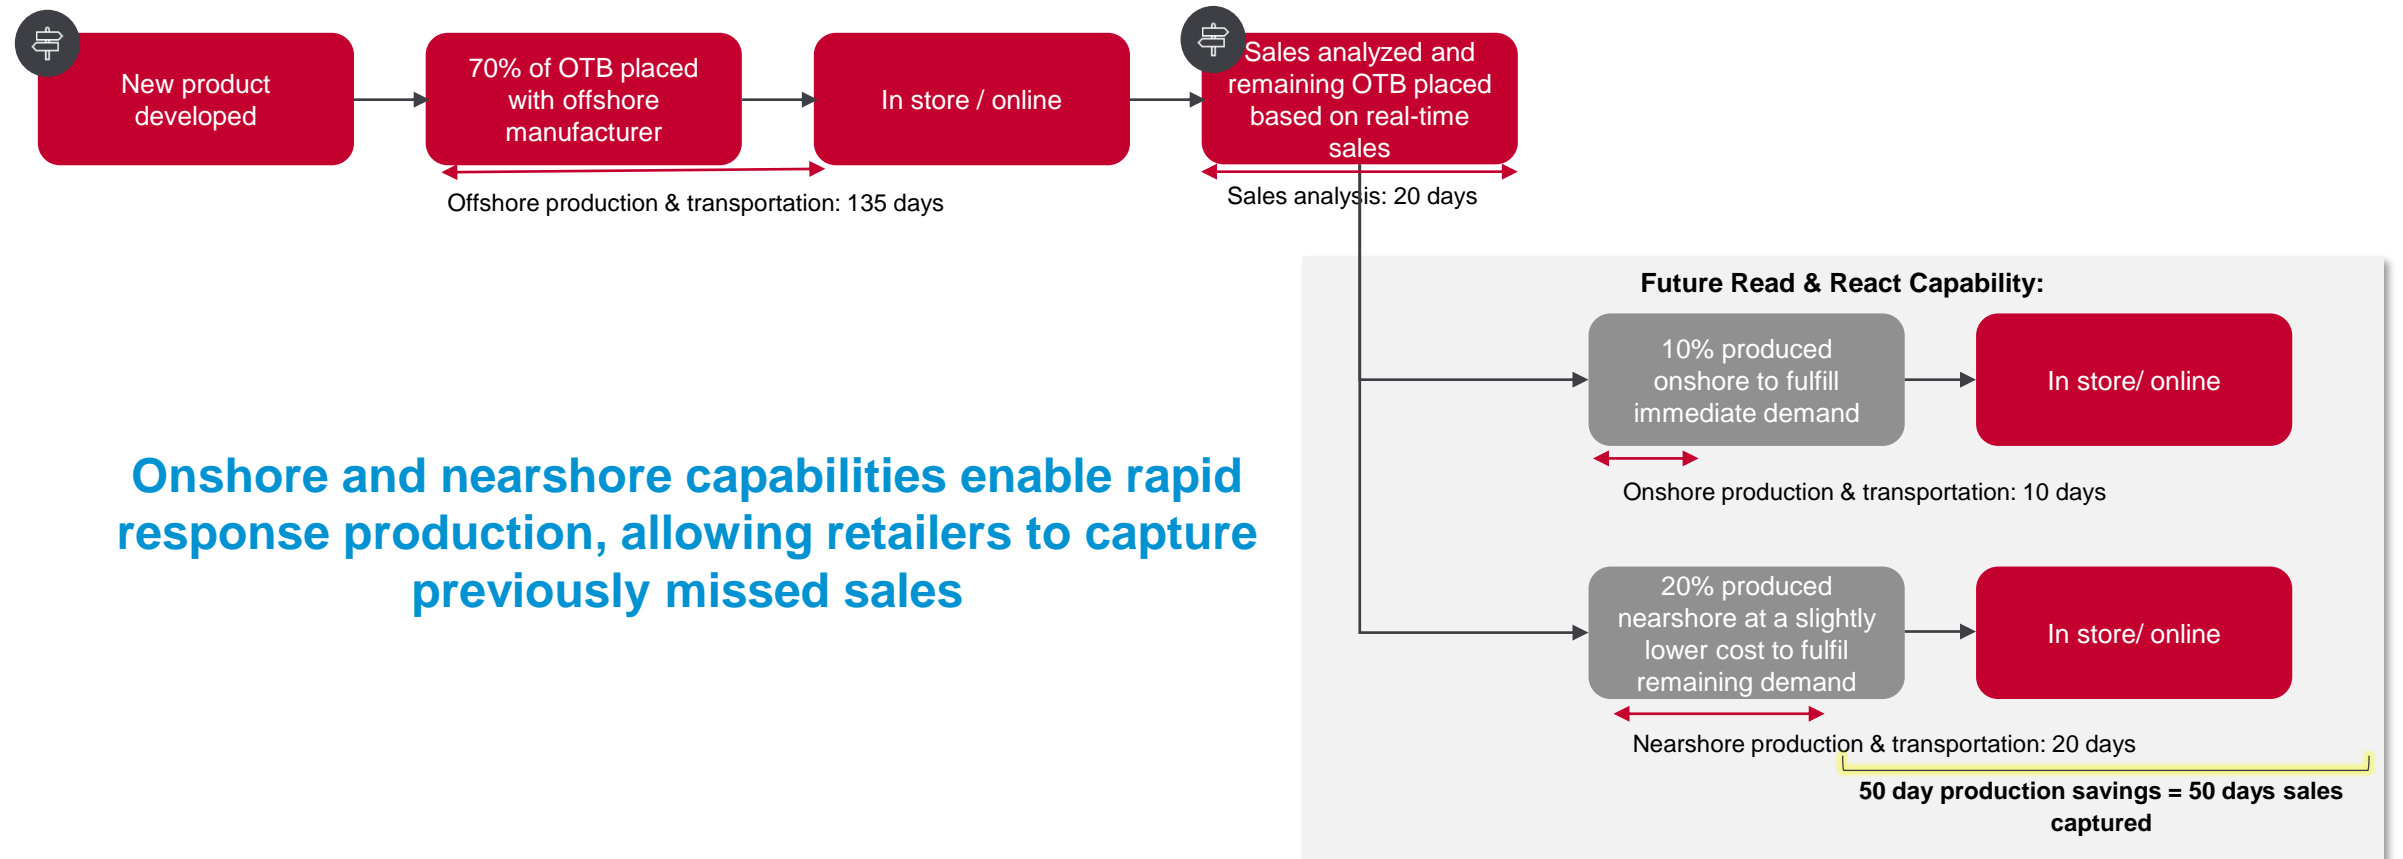 New product
developed
70% of OTB placed
with offshore
manufacturer
In store / online
Sales analyzed and
remaining OTB placed
based on real-time
sales
Offshore production & transportation: 135 days
Sales analysis: 20 days
Future Read & React Capability:
10% produced
onshore to fulfill
immediate demand
In store/ online
Onshore production & transportation: 10 days
Onshore and nearshore capabilities enable rapid
response production, allowing retailers to capture
previously missed sales
20% produced
nearshore at a slightly
lower cost to fulfil
remaining demand
In store/ online
Nearshore production & transportation: 20 days
50 day production savings = 50 days sales
captured